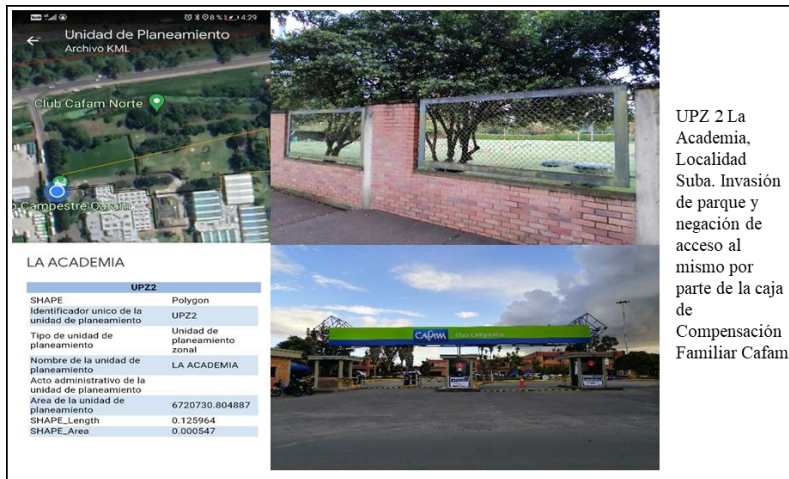 4:29
Unidad de Planeamiento
Archivo KML
Club Cafam Norte
Campestre Cafam
LA ACADEMIA
UPZ2
SHAPE Polygon
Identificador unico de la unidad de planeamiento UPZ2
Tipo de unidad de planeamiento Unidad de planeamiento zonal
Nombre de la unidad de planeamiento LA ACADEMIA
Acto administrativo de la unidad de planeamiento
Area de la unidad de planeamiento 6720730.804887
SHAPE_Length 0.125964
SHAPE_Area 0.000547
CAfAM Club Campestre
UPZ 2 La
Academia,
Localidad
Suba. Invasión
de parque y
negación de
acceso al
mismo por
parte de la caja
de
Compensación
Familiar Cafam